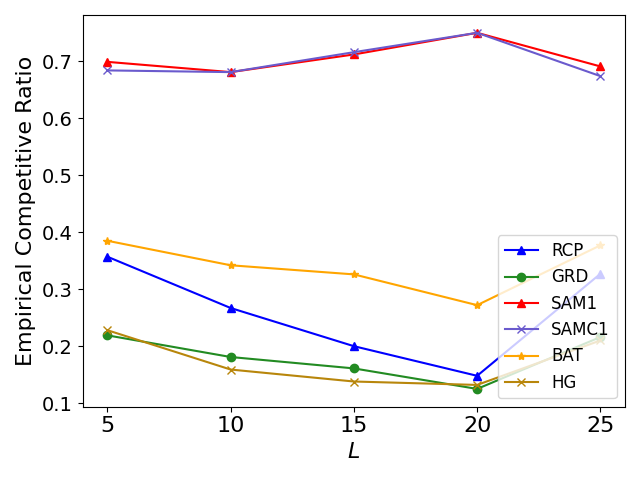 Empirical Competitive Ratio
0.7
0.6
0.5
0.4
0.3
0.2
0.1
5 10 15 20 25
L
RCP
GRD
SAM1
SAMC1
BAT
HG